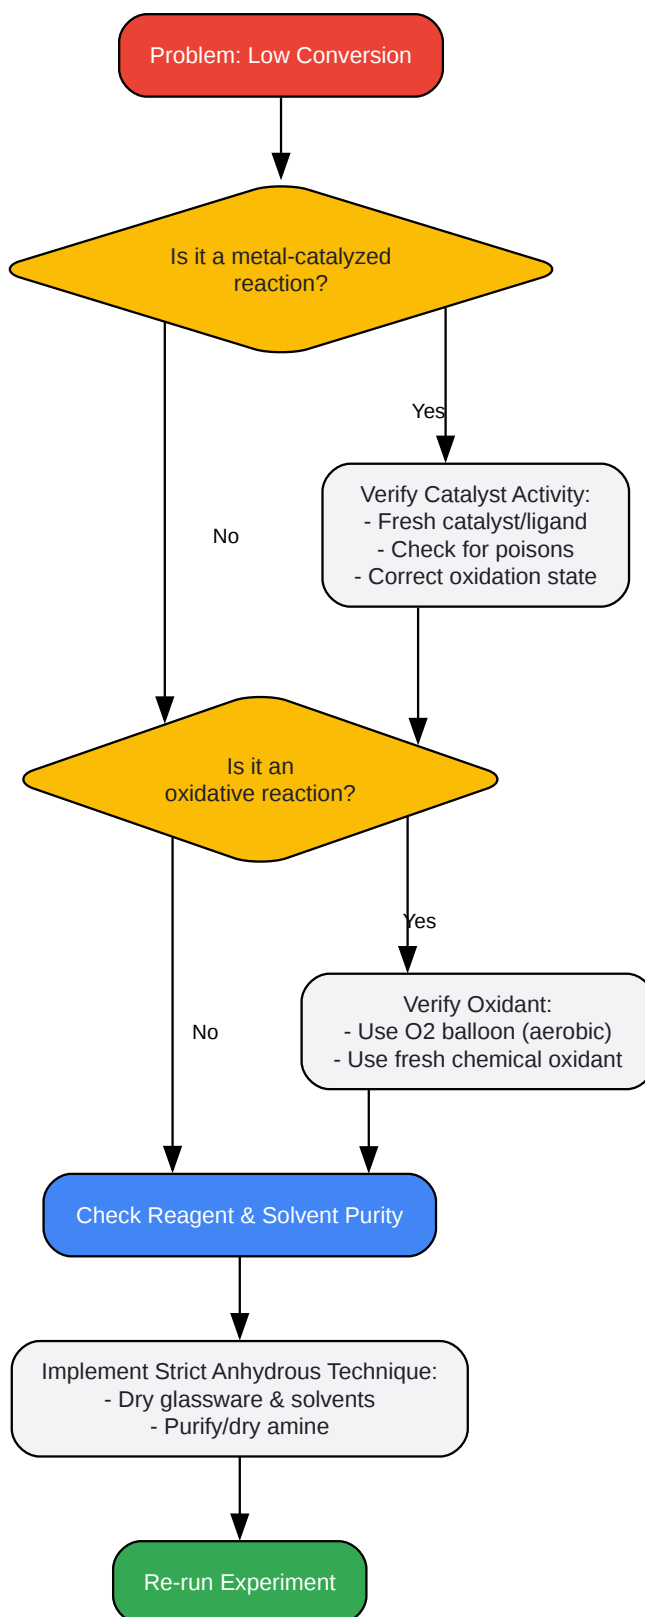 Problem: Low Conversion
Is it a metal-catalyzed
reaction?
Yes
Verify Catalyst Activity:
- Fresh catalyst/ligand
- Check for poisons
- Correct oxidation state
No
Is it an
oxidative reaction?
Yes
Verify Oxidant:
- Use O2 balloon (aerobic)
- Use fresh chemical oxidant
No
Check Reagent & Solvent Purity
Implement Strict Anhydrous Technique:
- Dry glassware & solvents
- Purify/dry amine
Re-run Experiment